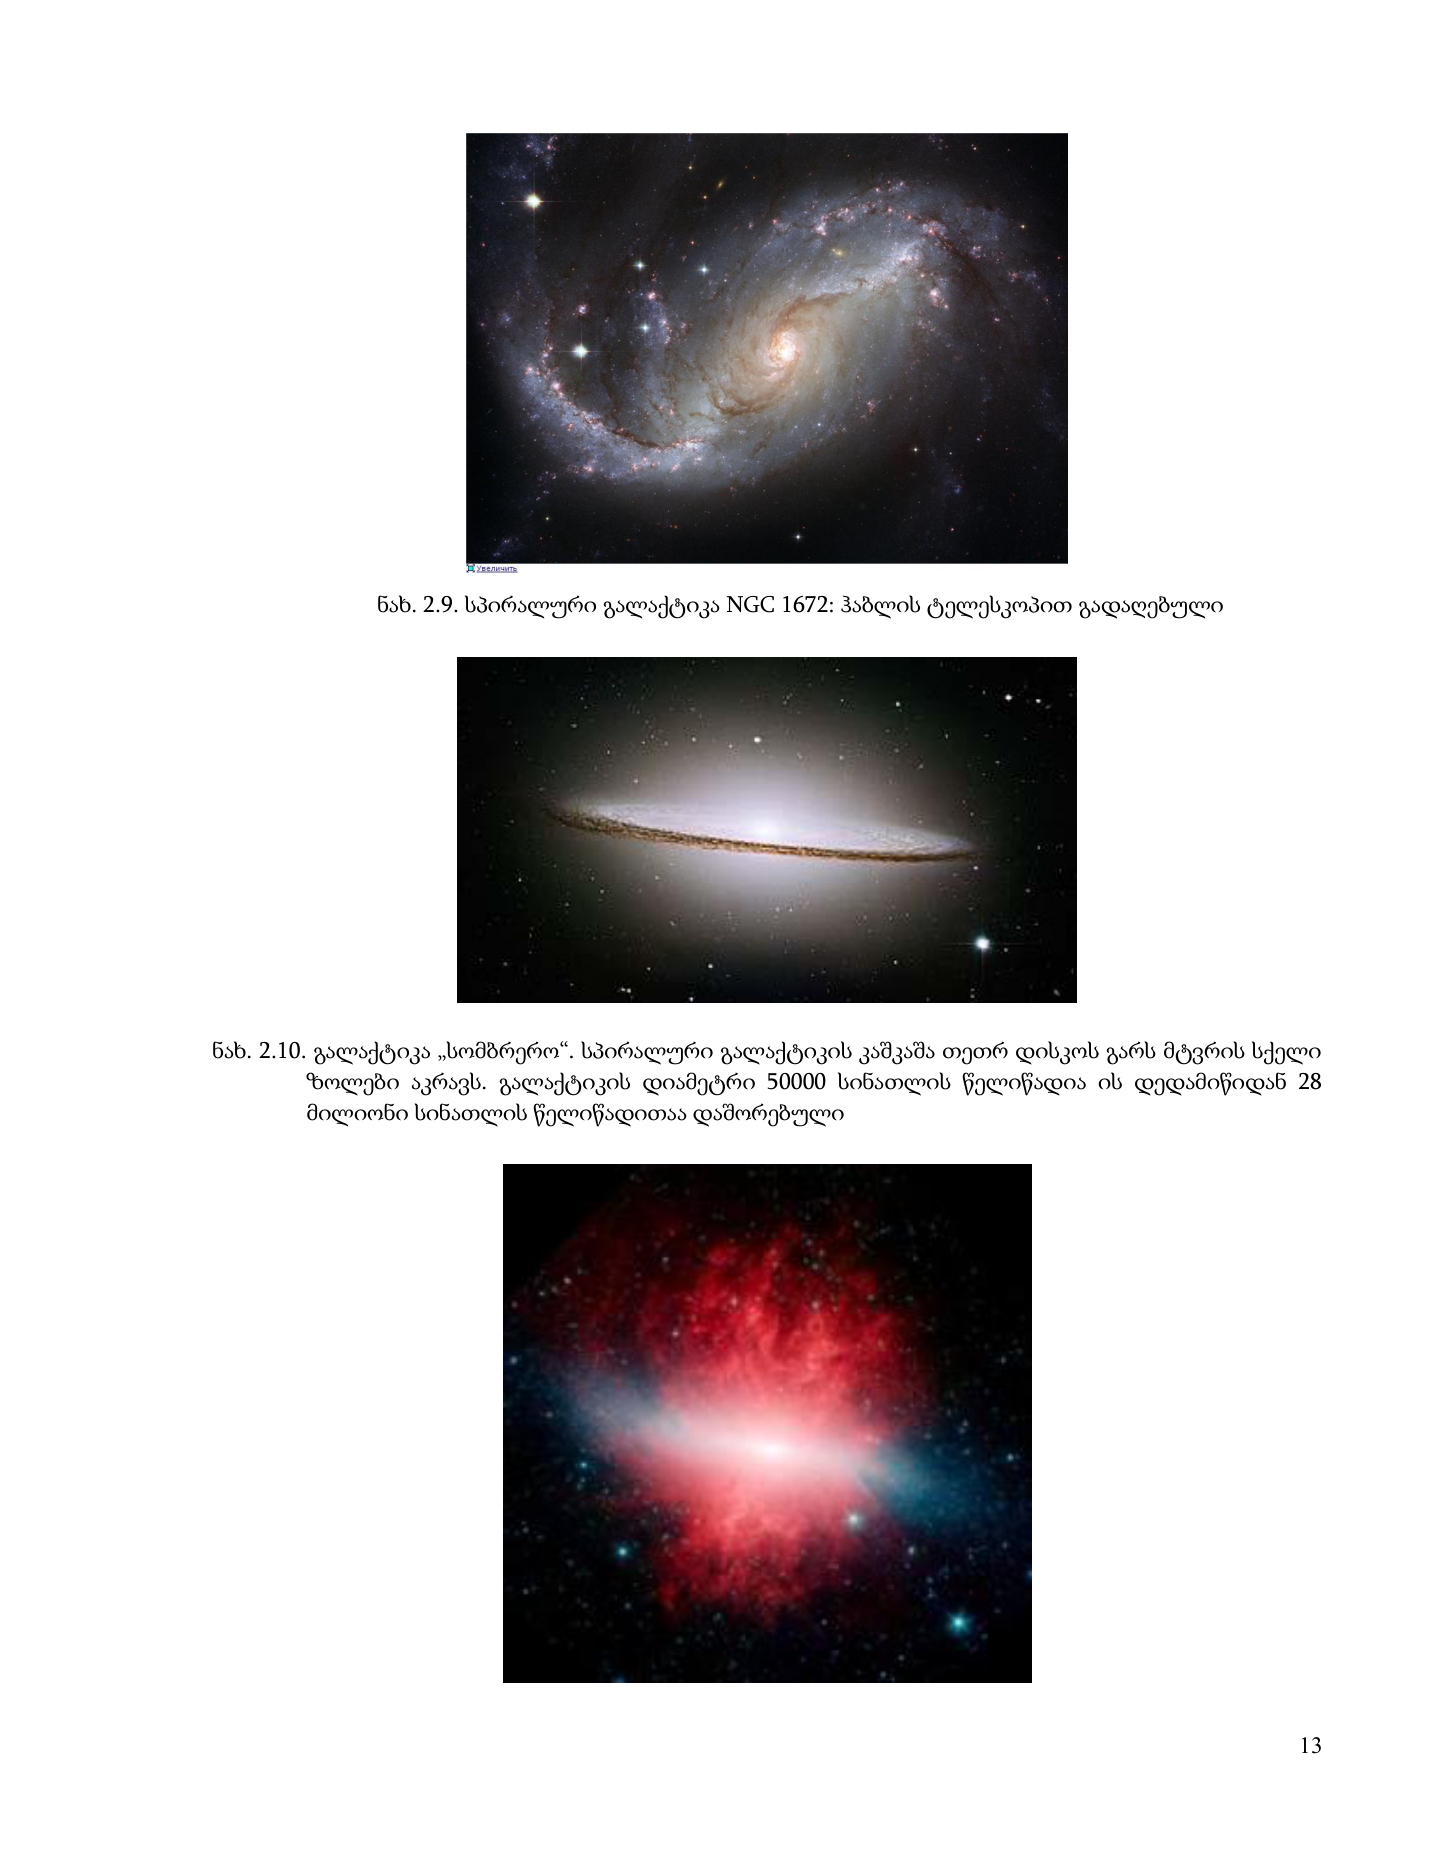 Увеличить
ნახ. 2.9. სპირალური გალაქტიკა NGC 1672: ჰაბლის ტელესკოპით გადაღებული
ნახ. 2.10. გალაქტიკა „სომბრერო“. სპირალური გალაქტიკის კაშკაშა თეთრ დისკოს გარს მტვრის სქელი
ზოლები აკრავს. გალაქტიკის დიამეტრი 50000 სინათლის წელიწადია ის დედამიწიდან 28
მილიონი სინათლის წელიწადითაა დაშორებული
13